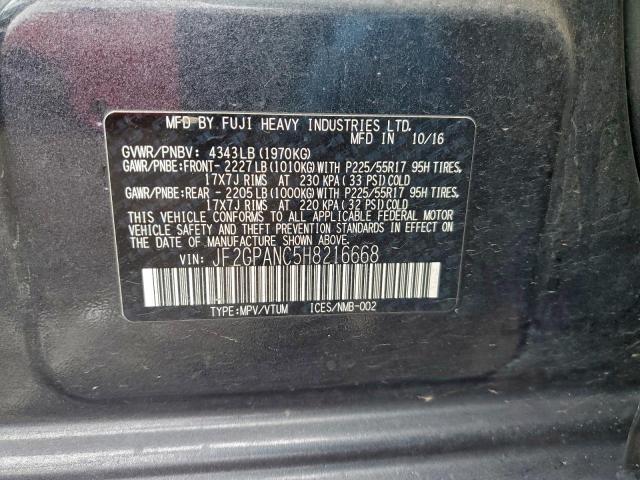 MFD BY FUJI HEAVY INDUSTRIES LTD.
MFD IN 10/16
GVWR/PNBV: 4343LB(1970KG)
GAWR/PNBE:FRONT- 2227LB(1010KG)WITH P225/55R17 95H TIRES,
17X7J RIMS AT 230 KPA(33 PSI)COLD
GAWR/PNBE:REAR - 2205LB(1000KG)WITH P225/55R17 95H TIRES,
17X7J RIMS AT 220 KPA(32 PSI)COLD
THIS VEHICLE CONFORMS TO ALL APPLICABLE FEDERAL MOTOR
VEHICLE SAFETY AND BUMPER STANDARDS IN EFFECT ON THE DATE
OF MANUFACTURE SHOWN ABOVE.
VIN: JF2GPANC5H8216668
TYPE:MPV/VTUM ICES/NMB-002